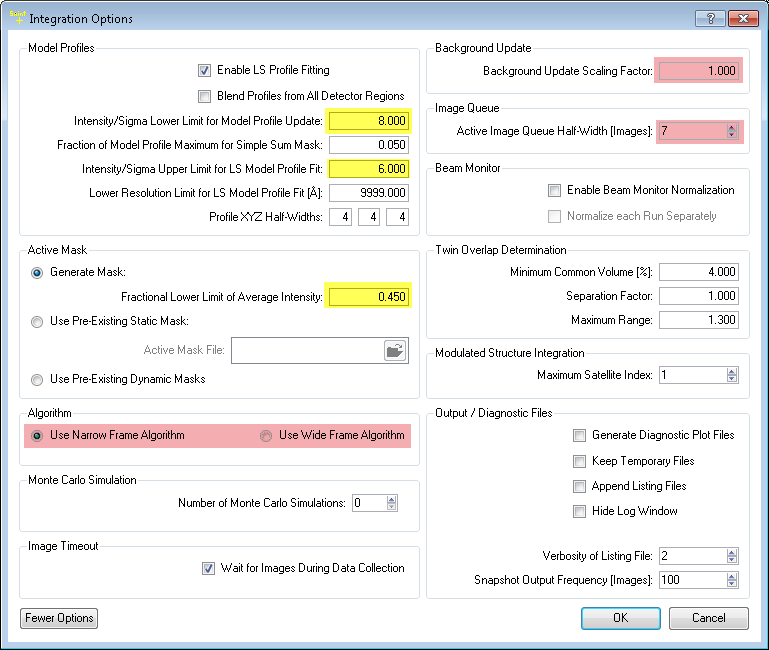 Saint
Integration Options
?
Model Profiles
Enable LS Profile Fitting
Blend Profiles from All Detector Regions
Intensity/Sigma Lower Limit for Model Profile Update: 8.000
Fraction of Model Profile Maximum for Simple Sum Mask: 0.050
Intensity/Sigma Upper Limit for LS Model Profile Fit: 6.000
Lower Resolution Limit for LS Model Profile Fit [Å]: 9999.000
Profile XYZ Half-Widths: 4 4 4
Active Mask
Generate Mask:
Fractional Lower Limit of Average Intensity: 0.450
Use Pre-Existing Static Mask:
Active Mask File:
Use Pre-Existing Dynamic Masks
Algorithm
Use Narrow Frame Algorithm Use Wide Frame Algorithm
Monte Carlo Simulation
Number of Monte Carlo Simulations: 0
Image Timeout
Wait for Images During Data Collection
Background Update
Background Update Scaling Factor: 1.000
Image Queue
Active Image Queue Half-Width [Images]: 7
Beam Monitor
Enable Beam Monitor Normalization
Normalize each Run Separately
Twin Overlap Determination
Minimum Common Volume [%]: 4.000
Separation Factor: 1.000
Maximum Range: 1.300
Modulated Structure Integration
Maximum Satellite Index: 1
Output / Diagnostic Files
Generate Diagnostic Plot Files
Keep Temporary Files
Append Listing Files
Hide Log Window
Verbosity of Listing File: 2
Snapshot Output Frequency [Images]: 100
Fewer Options
OK
Cancel